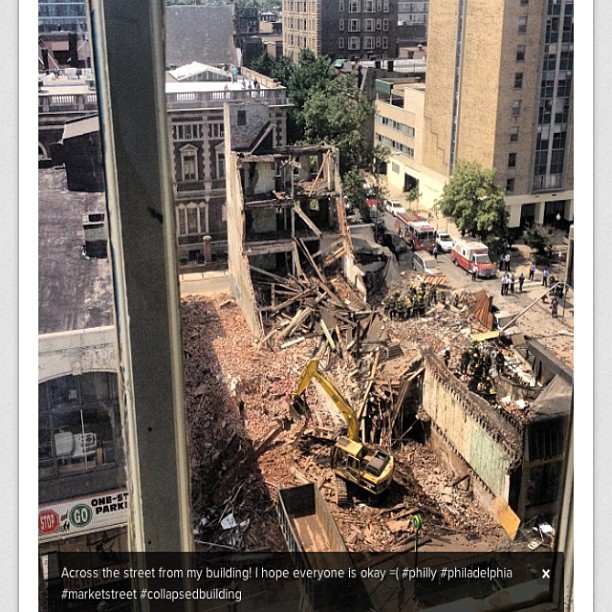 STOP
GO
ONE-ST
PARK
Across the street from my building! I hope everyone is okay =( #philly #philadelphia
#marketstreet #collapsedbuilding
×